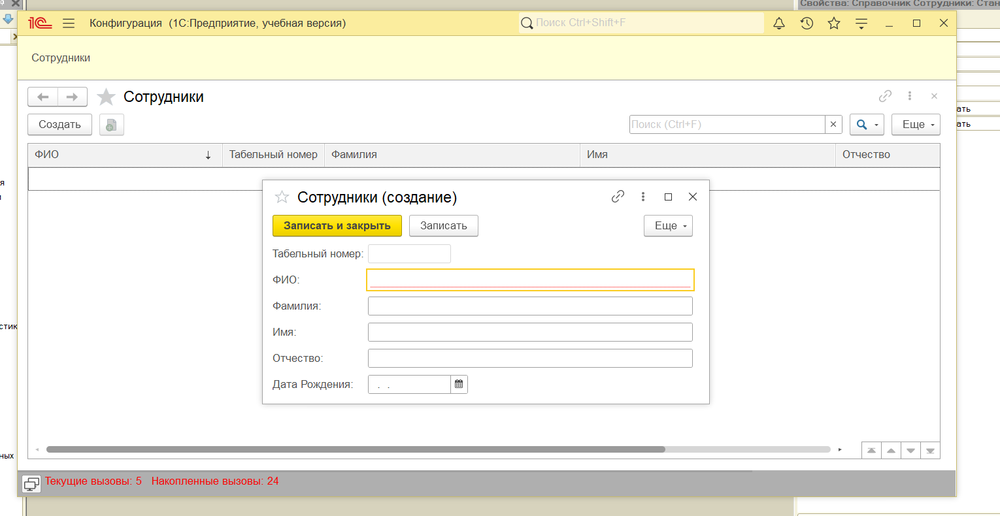 Свойства: Справочник Сотрудники: Стан
1С Конфигурация (1С:Предприятие, учебная версия) Поиск Ctrl+Shift+F
Сотрудники
Сотрудники
Создать Поиск (Ctrl+F) × Еще
ать
ать
ФИО ↓ Табельный номер Фамилия Имя Отчество
я
Сотрудники (создание)
Записать и закрыть Записать Еще
Табельный номер:
ФИО:
Фамилия:
Имя:
стик
Отчество:
Дата Рождения: . .
ных
Текущие вызовы: 5 Накопленные вызовы: 24